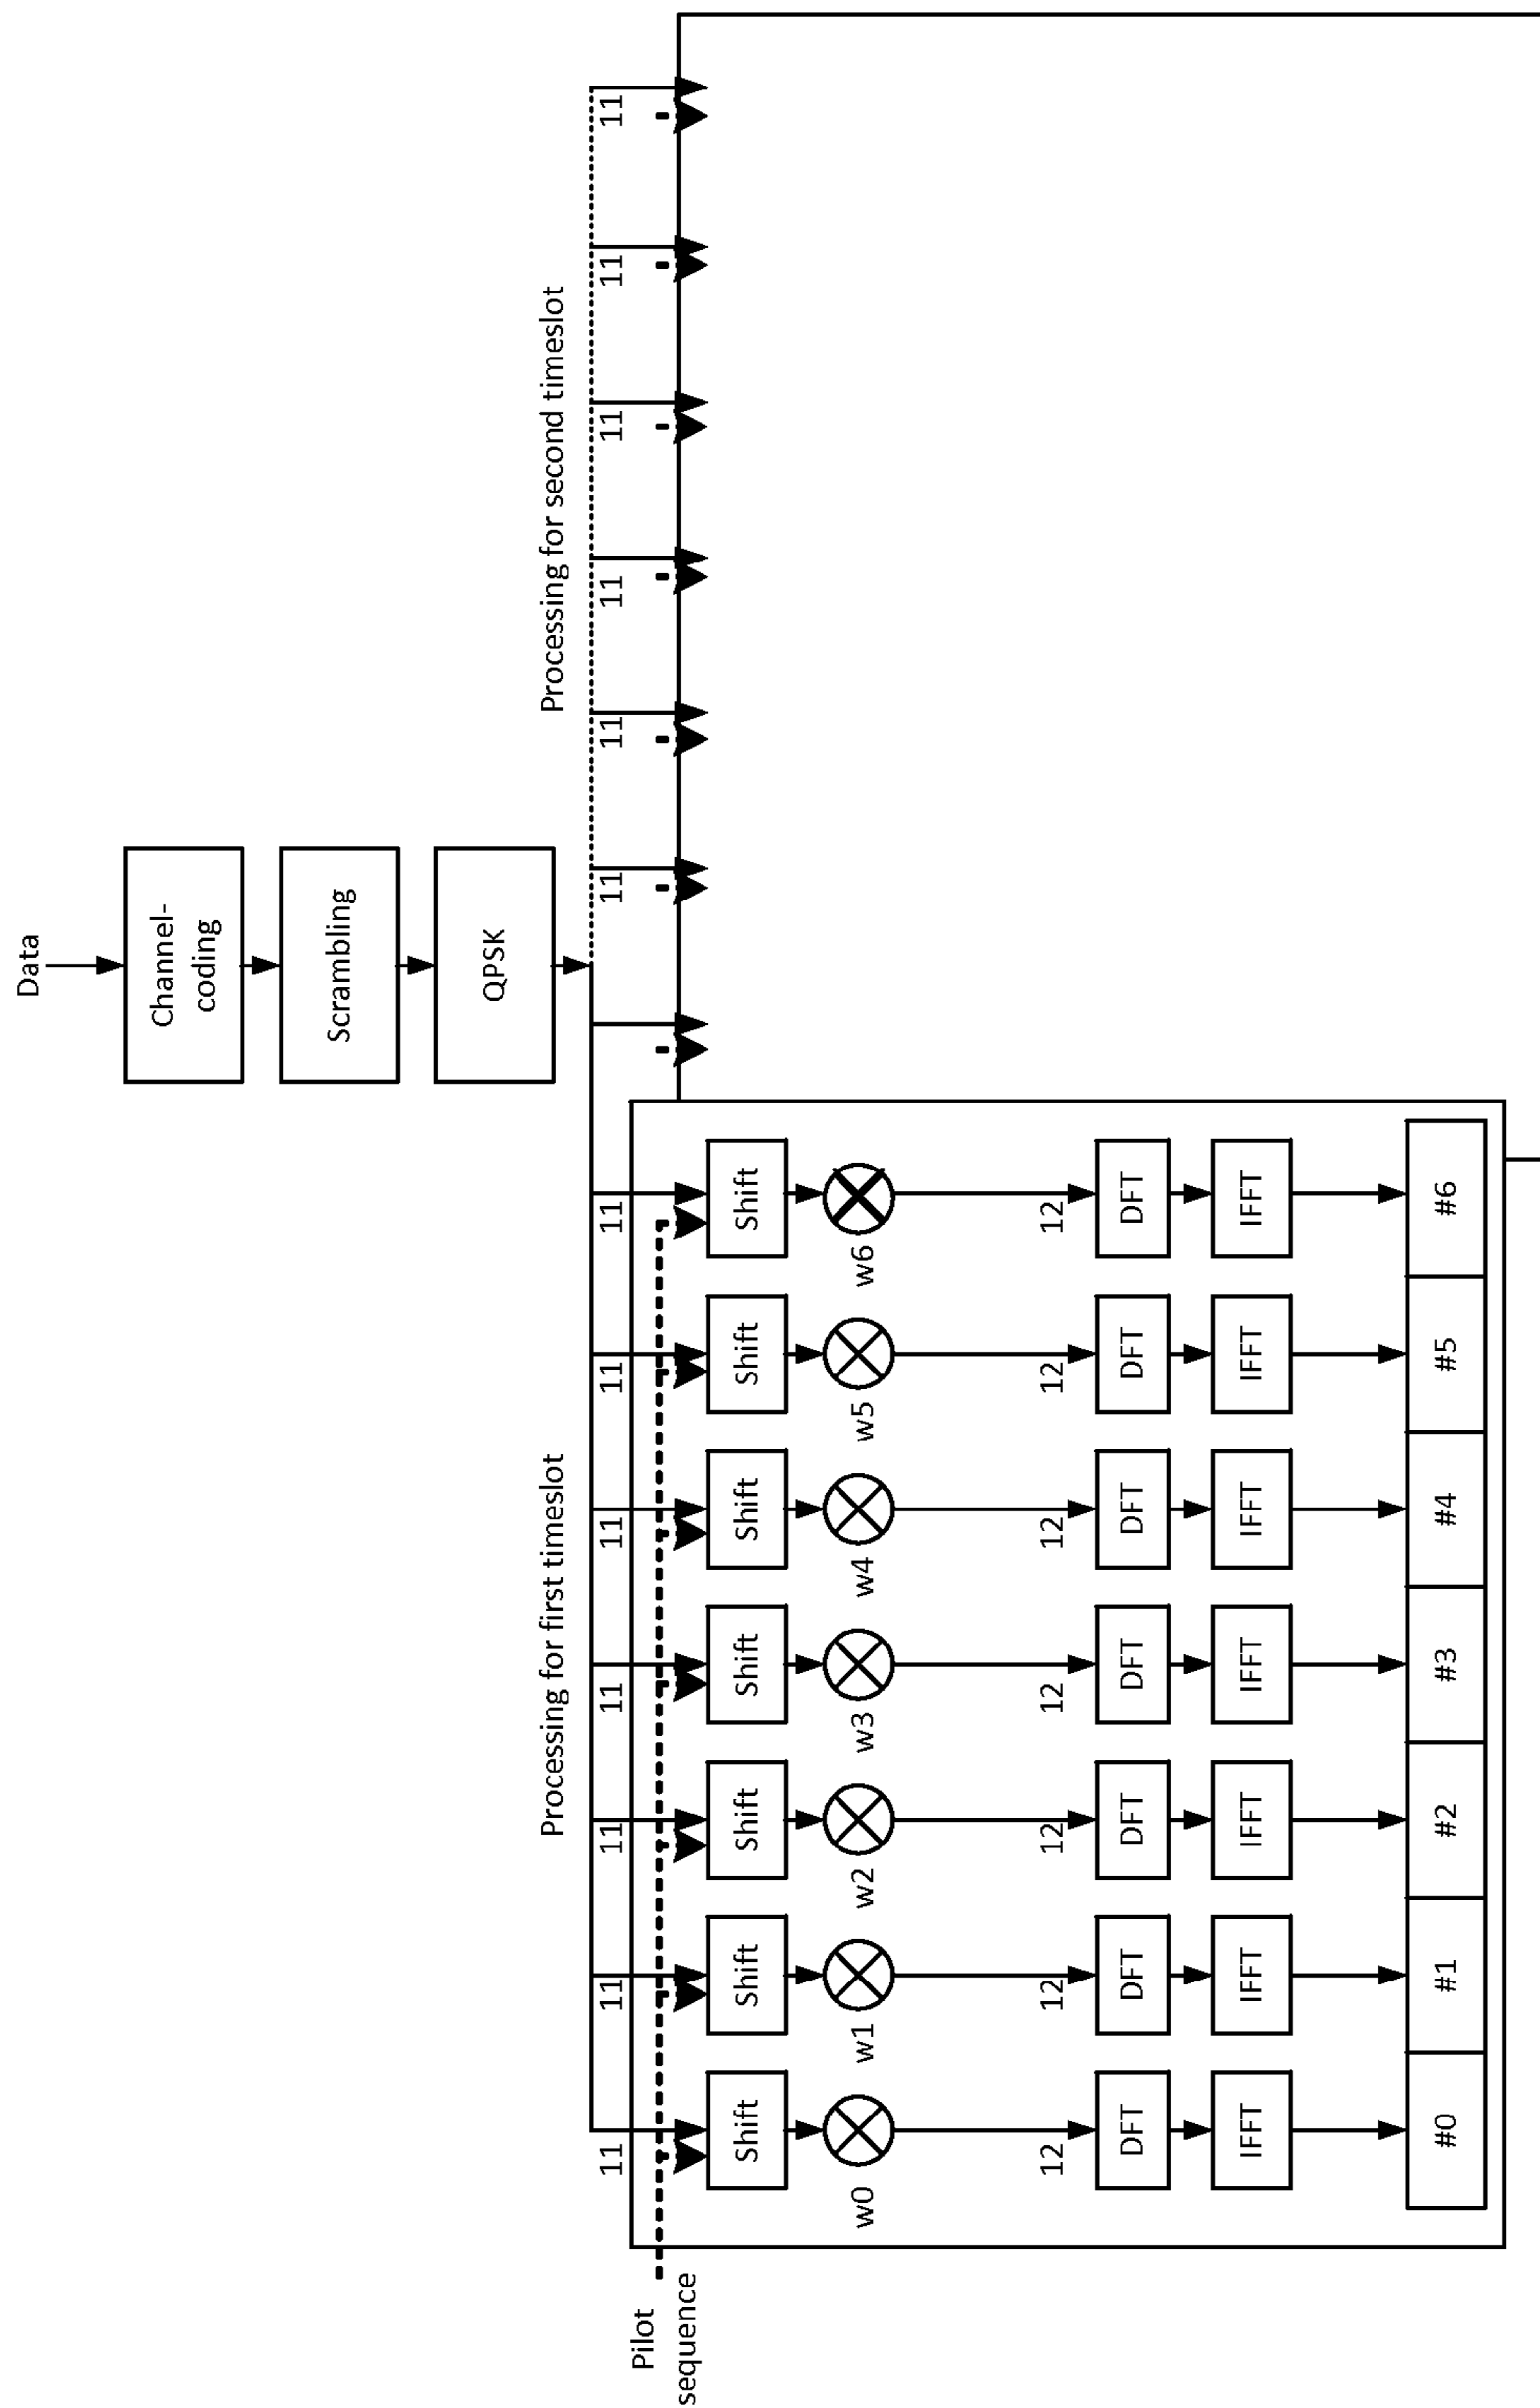 Data
Channel-
coding
Scrambling
QPSK
Processing for first timeslot
Processing for second timeslot
11 11 11 11 11 11 11 11 11 11 11 11 11
Pilot
sequence
Shift Shift Shift Shift Shift Shift Shift
w0 w1 w2 w3 w4 w5 w6
12 12 12 12 12 12 12
DFT DFT DFT DFT DFT DFT DFT
IFFT IFFT IFFT IFFT IFFT IFFT IFFT
#0 #1 #2 #3 #4 #5 #6